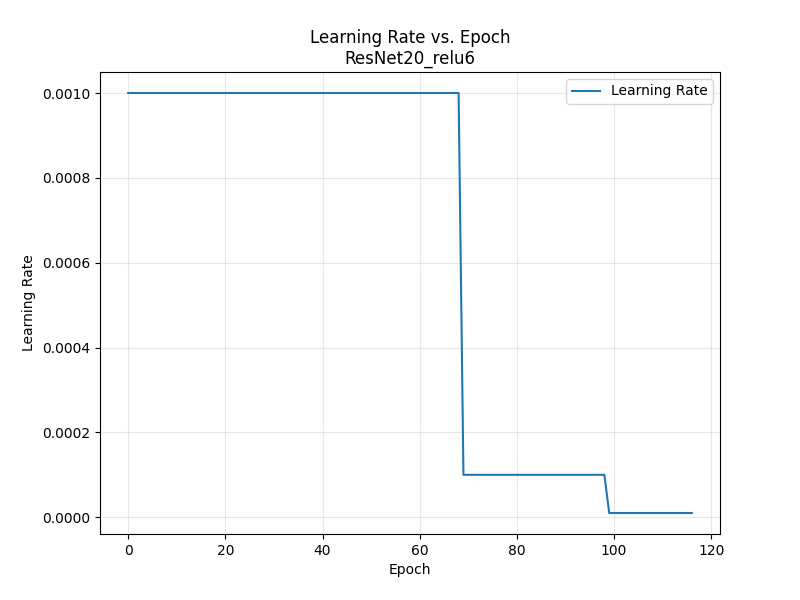 Learning Rate vs. Epoch
ResNet20_relu6
Learning Rate
0.0010
0.0008
0.0006
0.0004
0.0002
0.0000
Learning Rate
0 20 40 60 80 100 120
Epoch